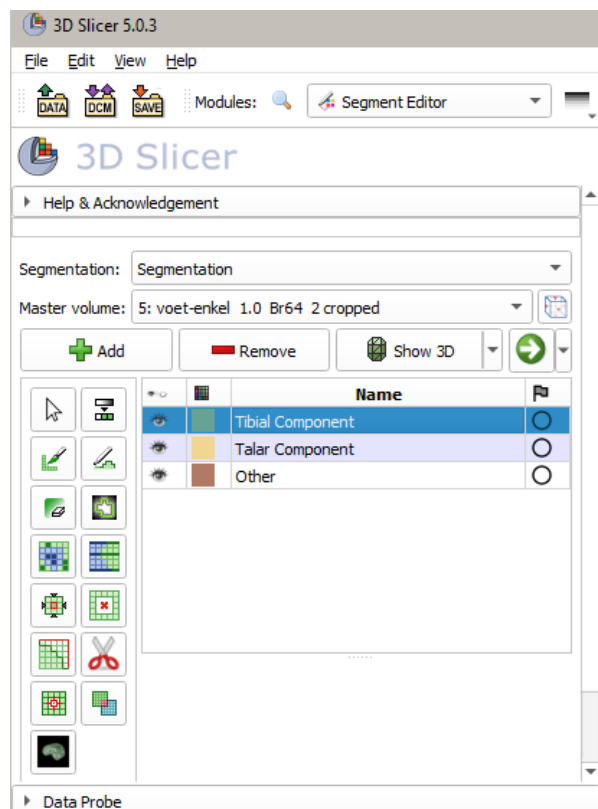 3D Slicer 5.0.3
File Edit View Help
DATA DCM SAVE Modules: Segment Editor
3D Slicer
Help & Acknowledgement
Segmentation: Segmentation
Master volume: 5: voet-enkel 1.0 Br64 2 cropped
Add Remove Show 3D
Name
Tibial Component
Talar Component
Other
Data Probe